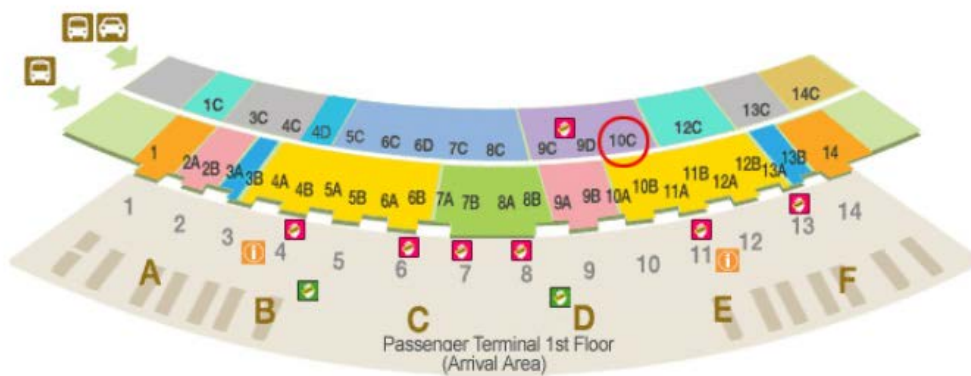 1C 3C 4C 4D 5C 6C 6D 7C 8C 9C 9D 10C 12C 13C 14C
1 2A 2B 3A 3B 4A 4B 5A 5B 6A 6B 7A 7B 8A 8B 9A 9B 10A 10B 11A 11B 12A 12B 13A 13B 14
1 2 3 4 5 6 7 8 9 10 11 12 13 14
i i
A B C D E F
Passenger Terminal 1st Floor
(Arrival Area)